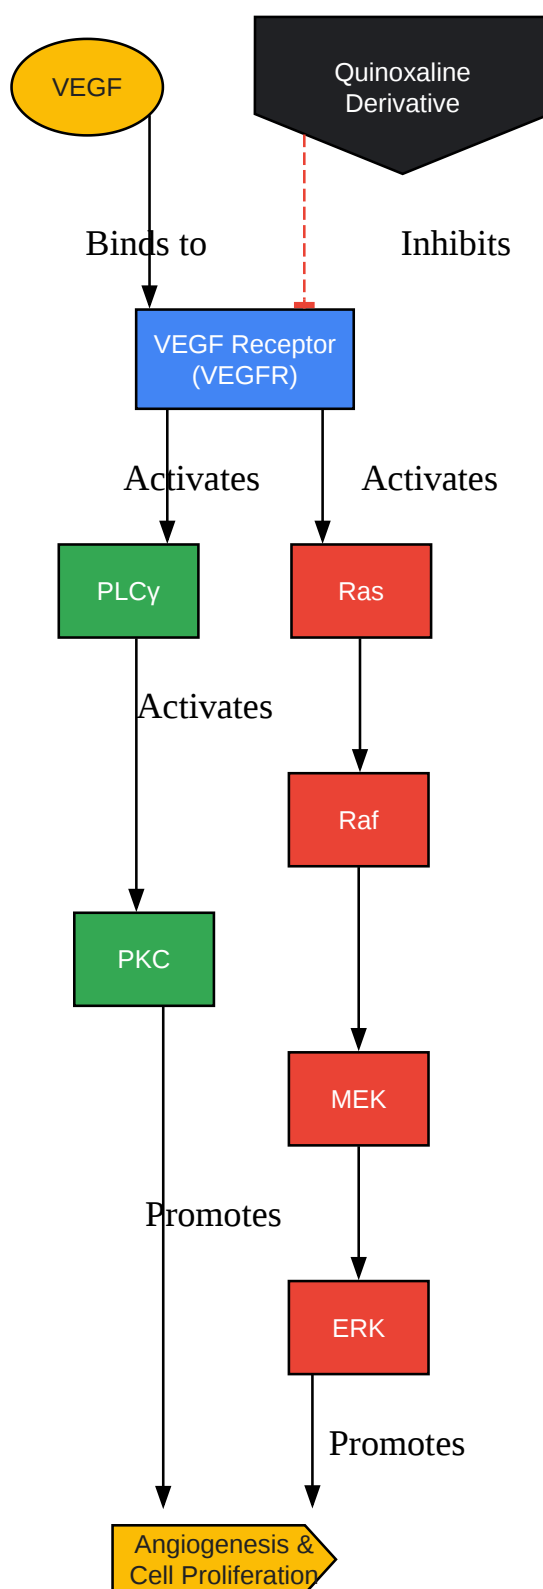 VEGF
Quinoxaline
Derivative
Binds to
Inhibits
VEGF Receptor
(VEGFR)
Activates
Activates
PLCγ
Ras
Activates
Raf
PKC
MEK
Promotes
ERK
Promotes
Angiogenesis &
Cell Proliferation